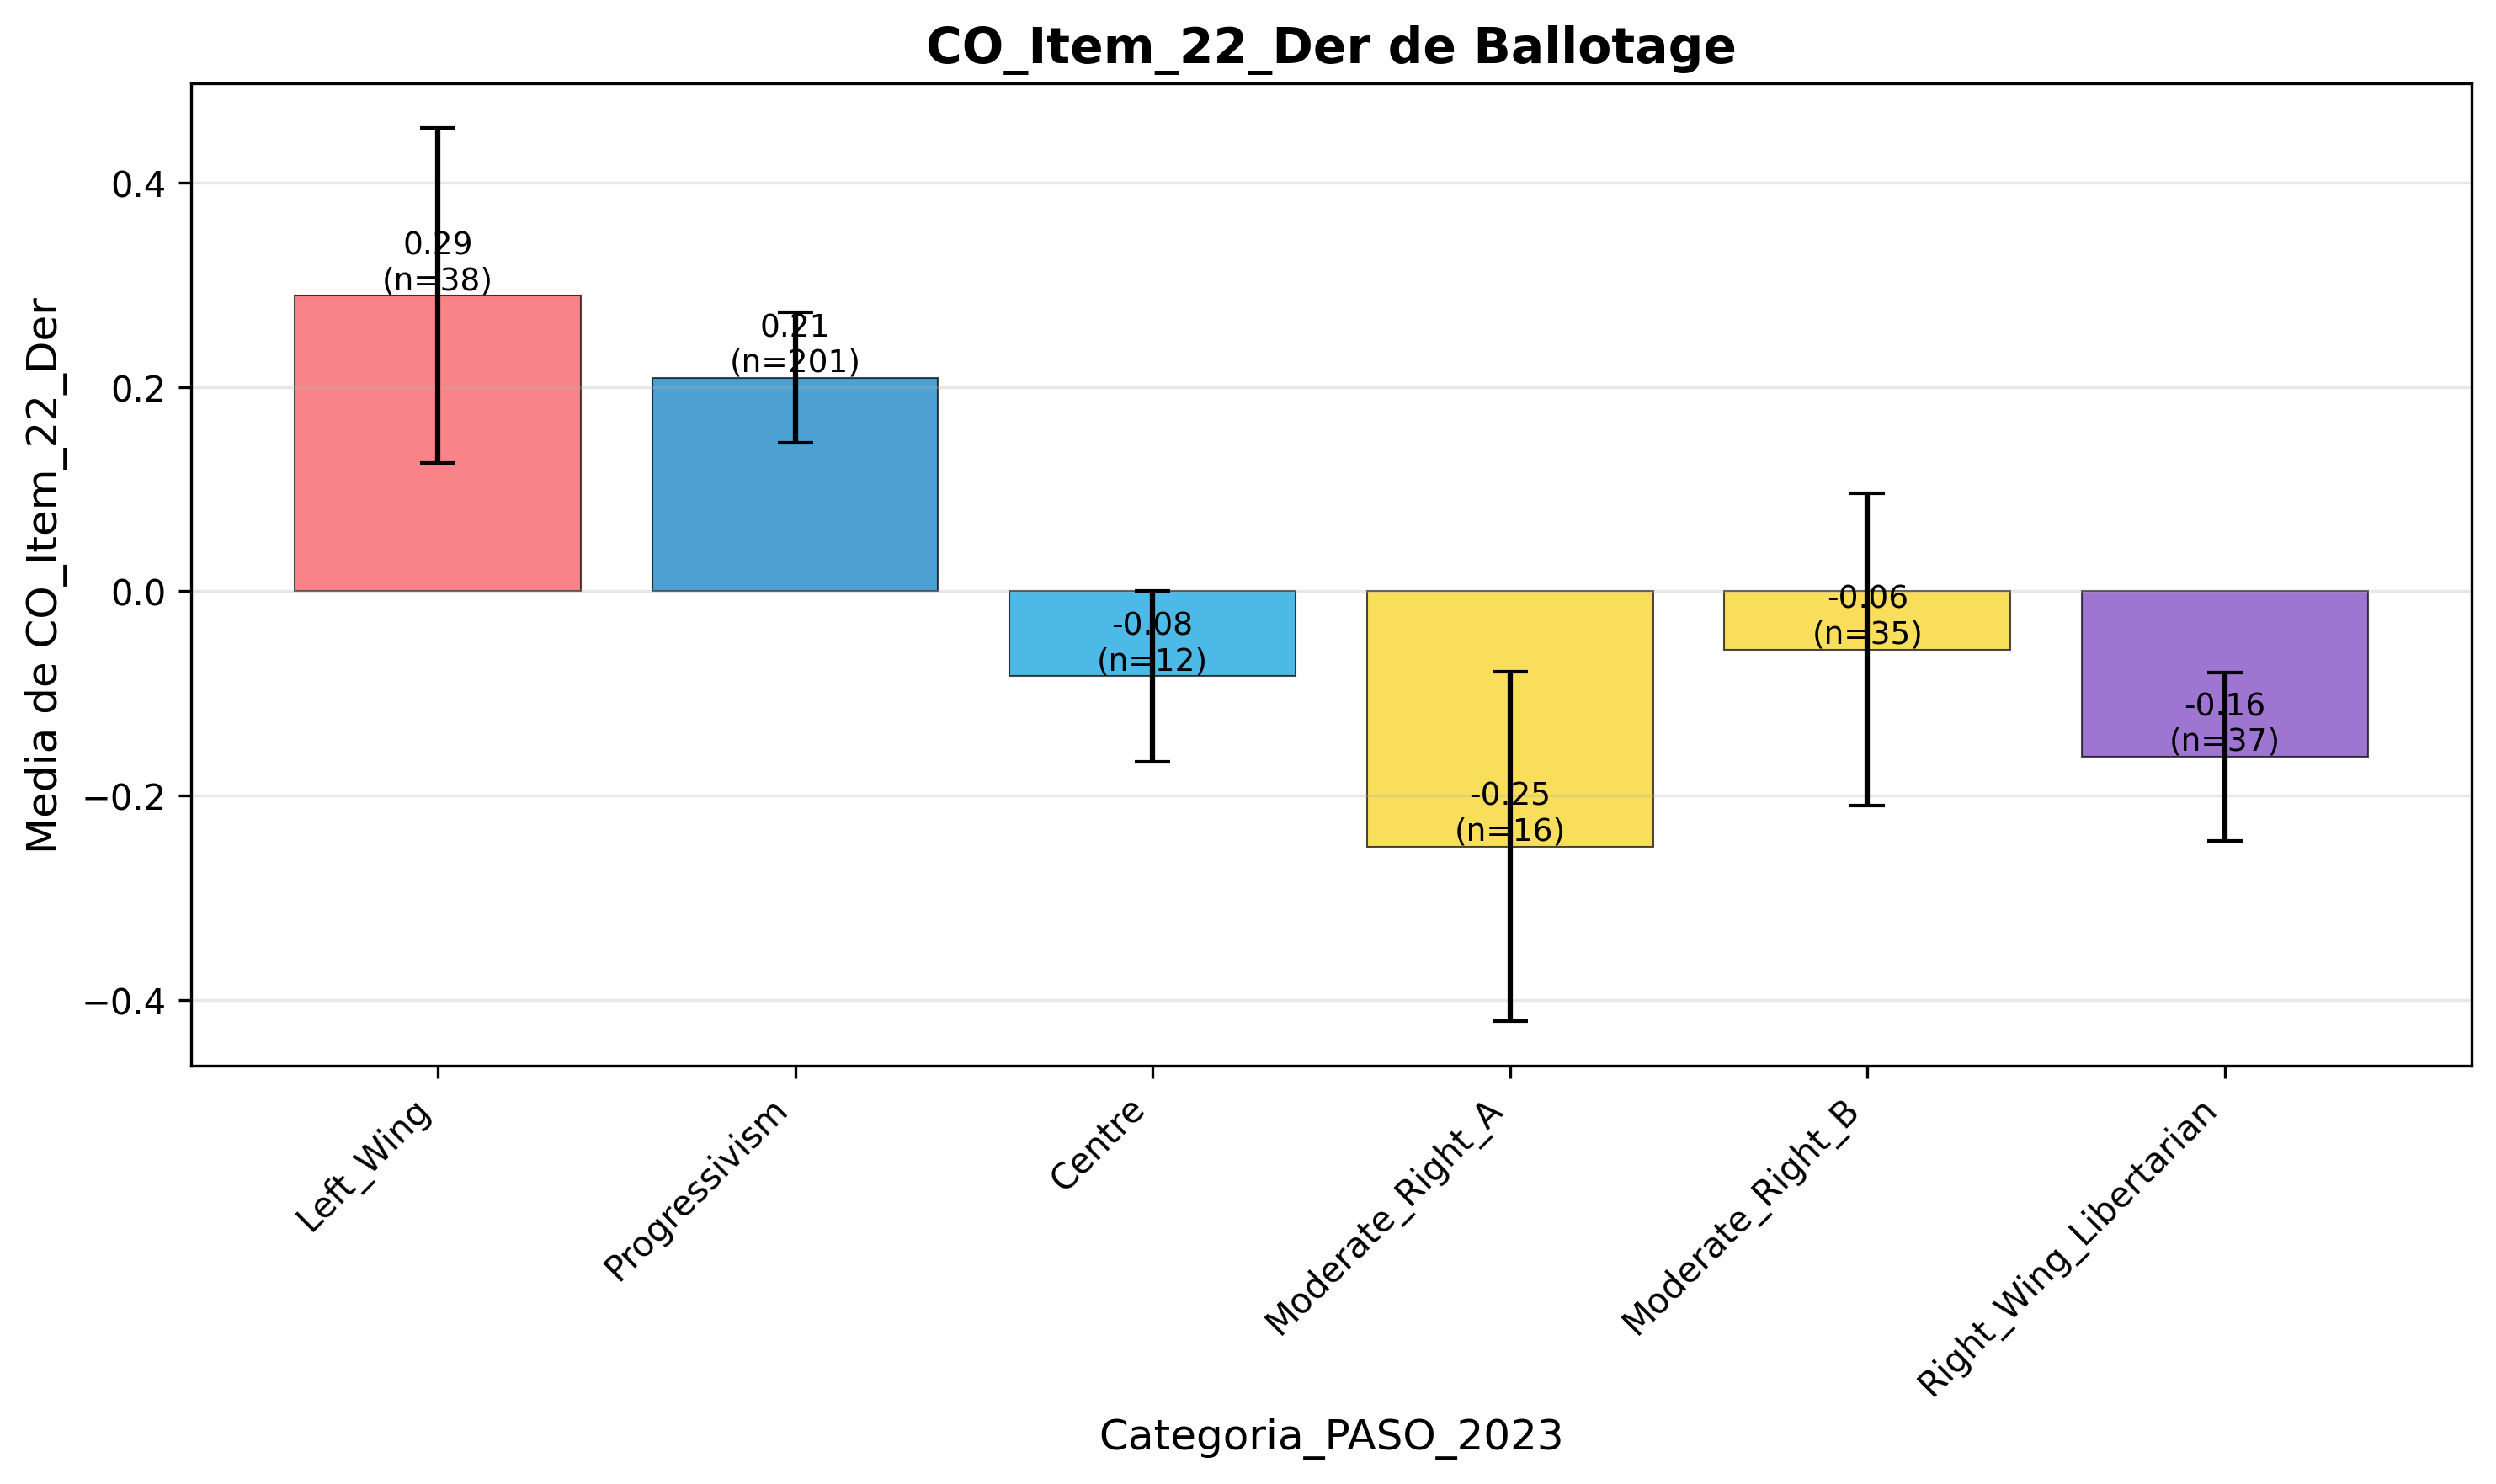 CO_Item_22_Der de Ballotage
Media de CO_Item_22_Der
0.4
0.2
0.0
−0.2
−0.4
0.29
(n=38)
0.21
(n=201)
-0.08
(n=12)
-0.25
(n=16)
-0.06
(n=35)
-0.16
(n=37)
Left_Wing
Progressivism
Centre
Moderate_Right_A
Moderate_Right_B
Right_Wing_Libertarian
Categoria_PASO_2023